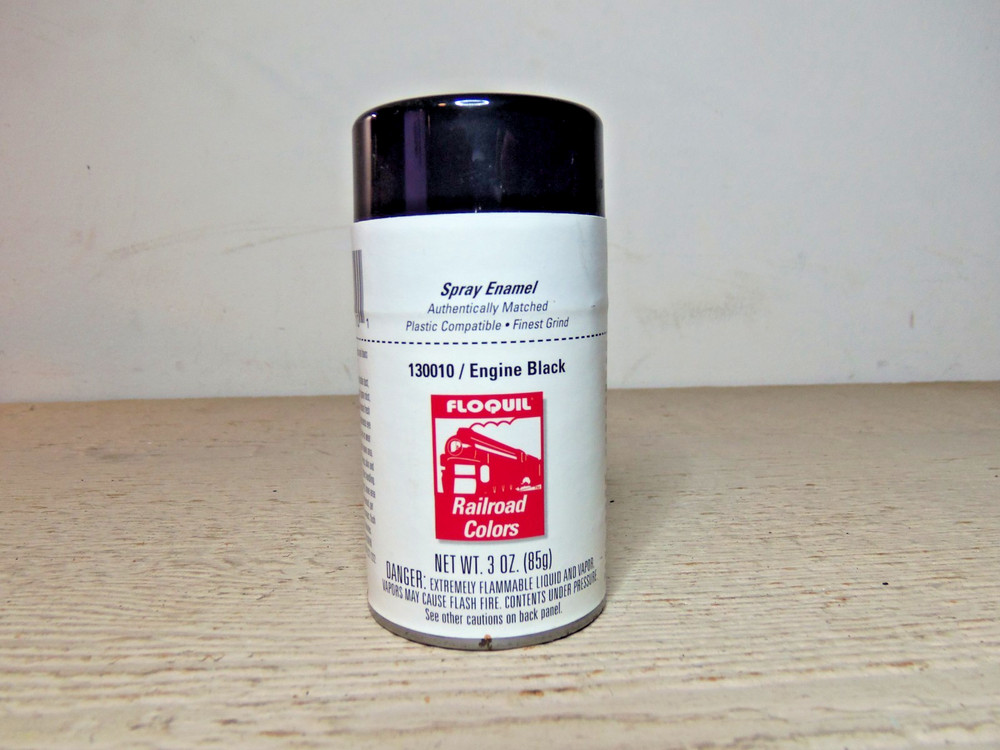 Spray Enamel
Authentically Matched
Plastic Compatible • Finest Grind
130010 / Engine Black
FLOQUIL
Railroad
Colors
NET WT. 3 OZ. (85g)
DANGER: EXTREMELY FLAMMABLE LIQUID AND VAPOR.
VAPORS MAY CAUSE FLASH FIRE. CONTENTS UNDER PRESSURE.
See other cautions on back panel.
1